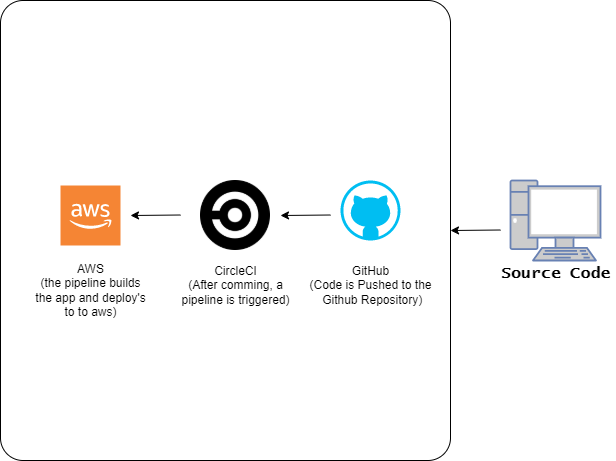 aws
AWS
(the pipeline builds
the app and deploy's
to to aws)
CircleCI
(After comming, a
pipeline is triggered)
GitHub
(Code is Pushed to the
Github Repository)
Source Code